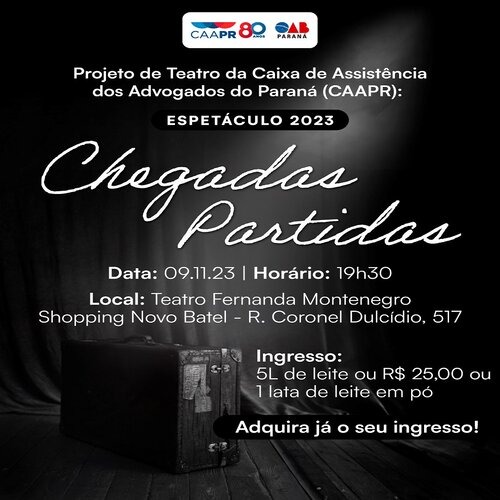 CAAPR 80 ANOS OAB PARANÁ
Projeto de Teatro da Caixa de Assistência
dos Advogados do Paraná (CAAPR):
ESPETÁCULO 2023
Chegadas
Partidas
Data: 09.11.23 | Horário: 19h30
Local: Teatro Fernanda Montenegro
Shopping Novo Batel - R. Coronel Dulcídio, 517
Ingresso:
5L de leite ou R$ 25,00 ou
1 lata de leite em pó
Adquira já o seu ingresso!